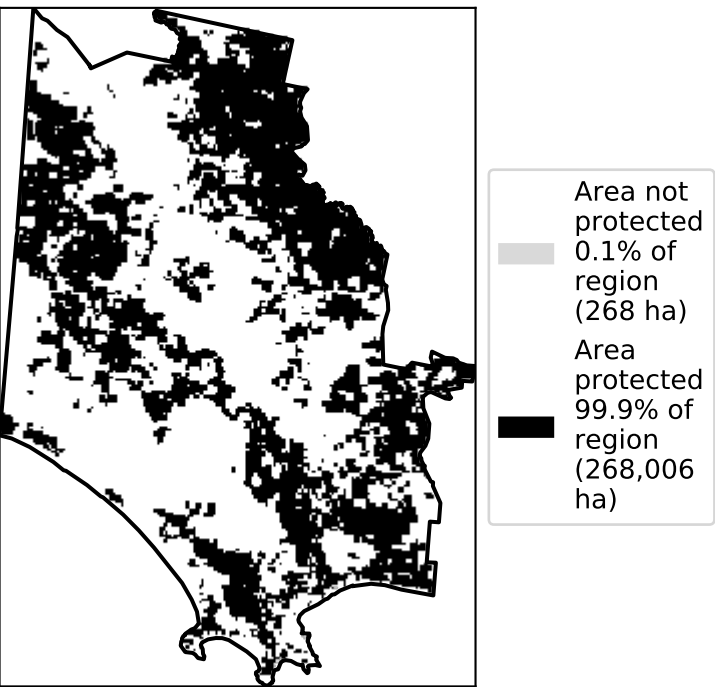 Area not
protected
0.1% of
region
(268 ha)
Area
protected
99.9% of
region
(268,006
ha)